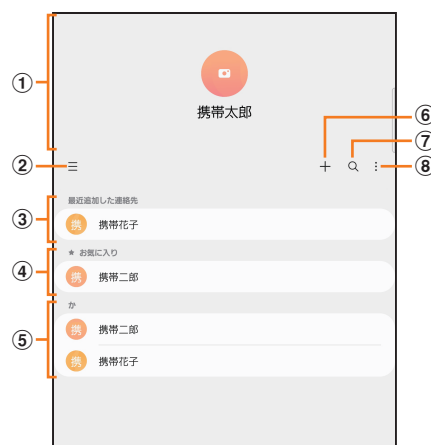 ①
携帯太郎
⑥
⑦
② ⑧
最近追加した連絡先
③ 携 携帯花子
★ お気に入り
④ 携 携帯二郎
か
⑤ 携 携帯二郎
携 携帯花子